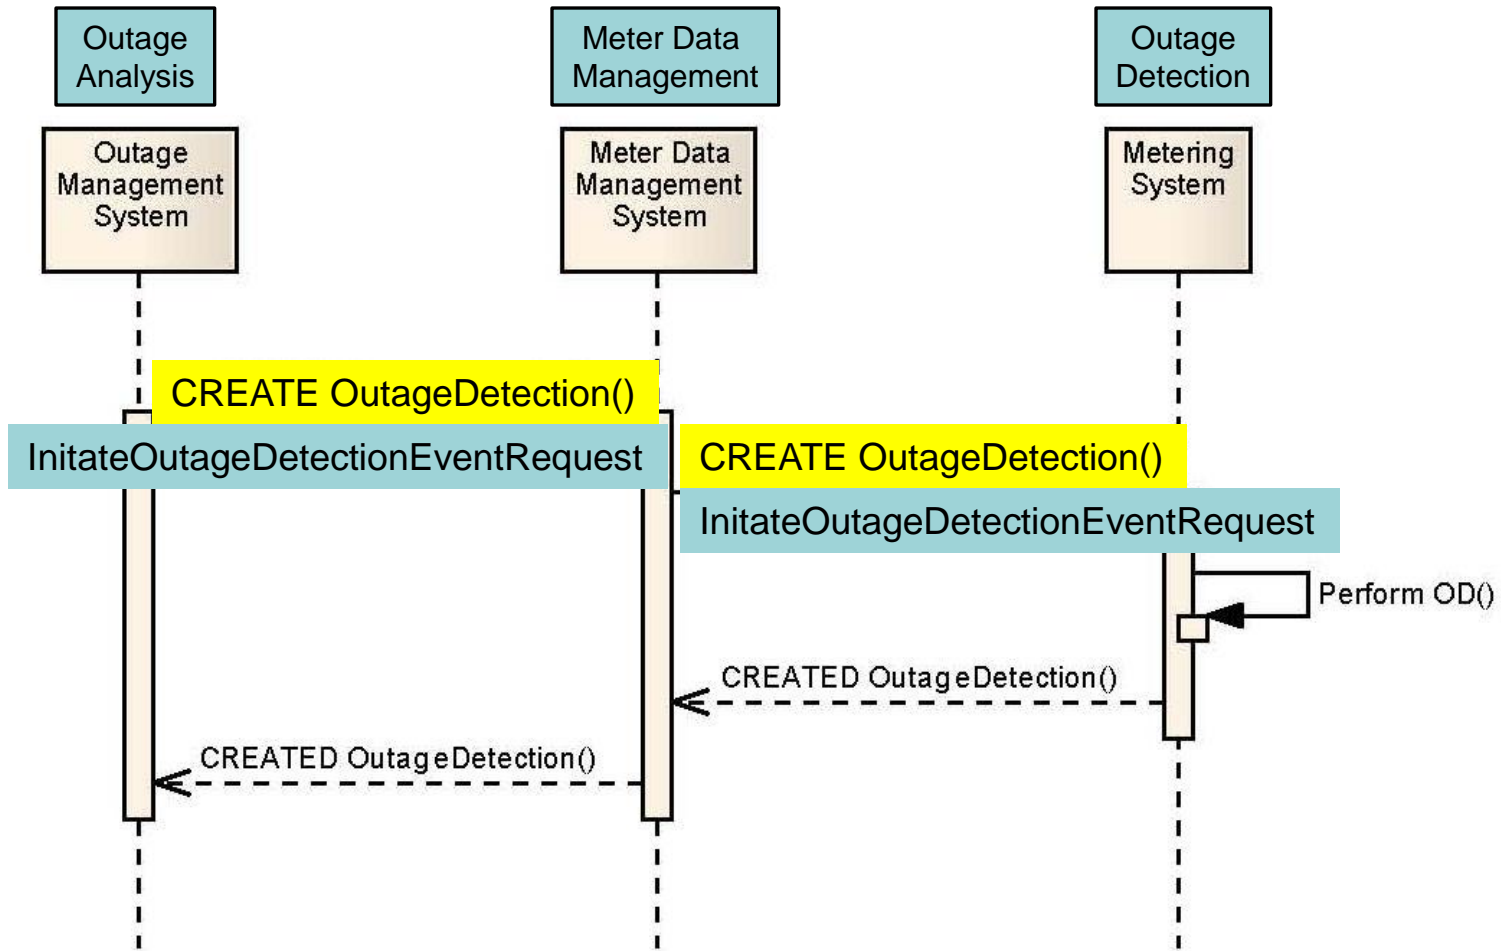 Outage
Analysis
Meter Data
Management
Outage
Detection
Outage
Management
System
Meter Data
Management
System
Metering
System
CREATE OutageDetection()
InitateOutageDetectionEventRequest
CREATE OutageDetection()
InitateOutageDetectionEventRequest
Perform OD()
CREATED OutageDetection()
CREATED OutageDetection()